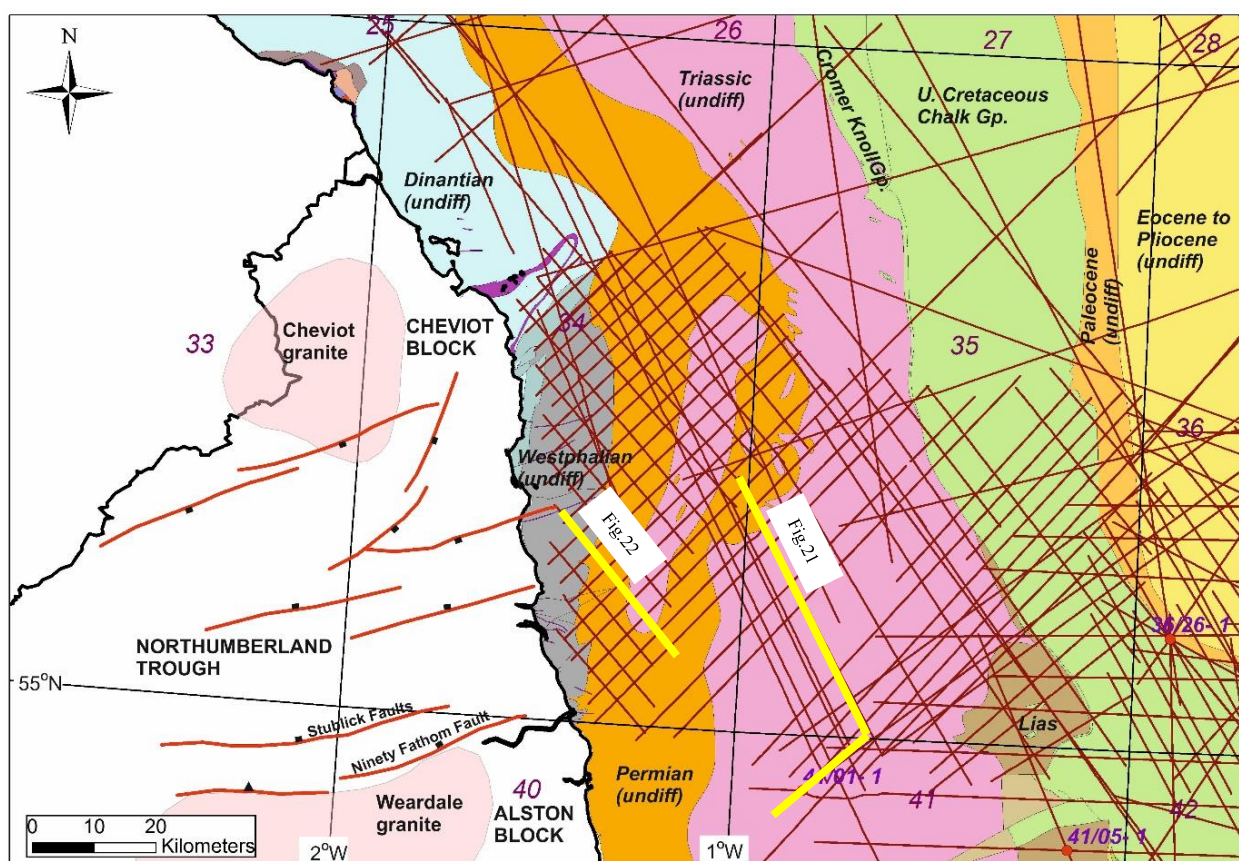 N
25
26
27
28
Triassic
(undiff)
Cromer KnollGp.
U. Cretaceous
Chalk Gp.
Dinantian
(undiff)
Eocene to
Pliocene
(undiff)
Paleocene
(undiff)
33
Cheviot
granite
CHEVIOT
BLOCK
34
35
36
Westphalian
(undiff)
Fig.22
Fig.21
36/26- 1
NORTHUMBERLAND
TROUGH
55°N
Stublick Faults
Ninety Fathom Fault
Lias
Permian
(undiff)
40
ALSTON
BLOCK
Weardale
granite
41
42
41/05- 1
0 10 20
Kilometers
2°W
1°W